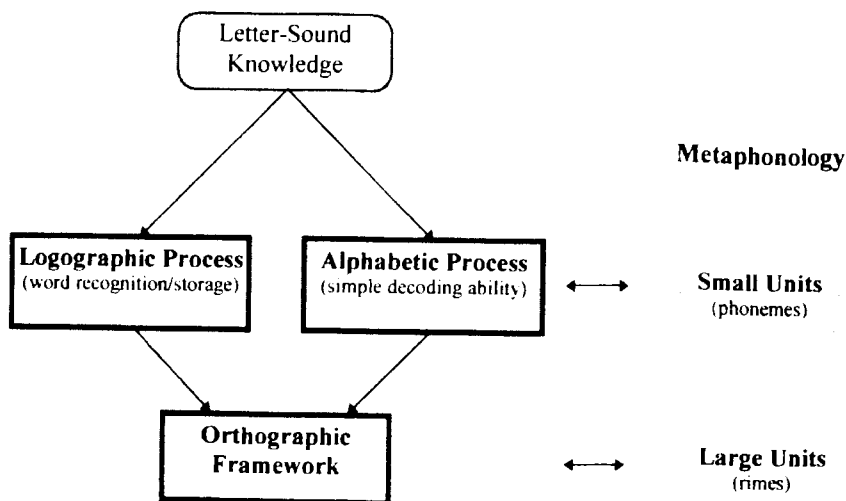 Letter-Sound
Knowledge
Metaphonology
Logographic Process
(word recognition/storage)
Alphabetic Process
(simple decoding ability)
Small Units
(phonemes)
Orthographic
Framework
Large Units
(rimes)